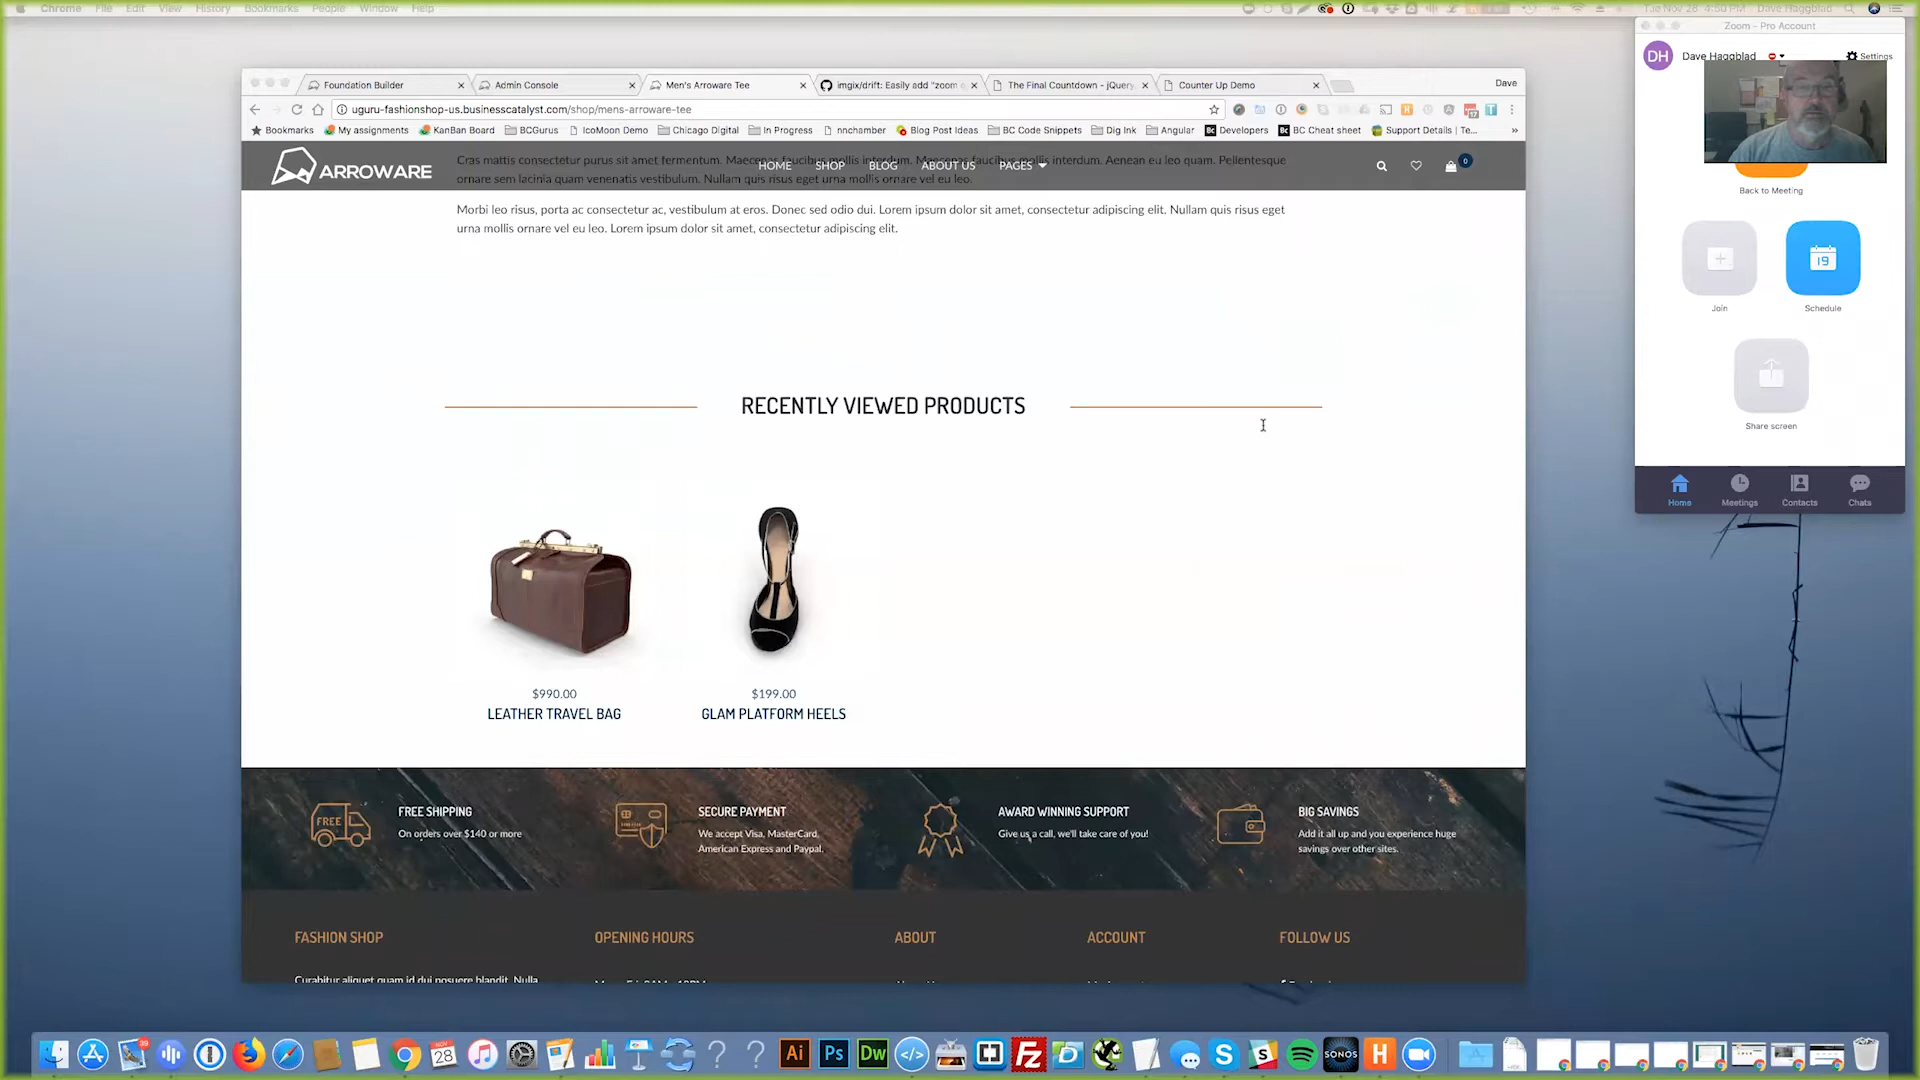 Chrome File Edit View History Bookmarks People Window Help
Tue Nov 28 4:50 PM Dave Haggblad
Zoom - Pro Account
DH Dave Haggblad Settings
Back to Meeting
Join Schedule
Share screen
Home Meetings Contacts Chats
Foundation Builder Admin Console Men's Arroware Tee imgix/drift: Easily add "zoom The Final Countdown - jQuery Counter Up Demo Dave
uguru-fashionshop-us.businesscatalyst.com/shop/mens-arroware-tee
Bookmarks My assignments KanBan Board BCGurus IcoMoon Demo Chicago Digital In Progress nnchamber Blog Post Ideas BC Code Snippets Dig Ink Angular Developers BC Cheat sheet Support Details | Te...
ARROWARE HOME SHOP BLOG ABOUT US PAGES 0
Cras mattis consectetur purus sit amet fermentum. Maecenas faucibus mollis interdum. Maecenas faucibus mollis interdum. Aenean eu leo quam. Pellentesque
ornare sem lacinia quam venenatis vestibulum. Nullam quis risus eget urna mollis ornare vel eu leo.
Morbi leo risus, porta ac consectetur ac, vestibulum at eros. Donec sed odio dui. Lorem ipsum dolor sit amet, consectetur adipiscing elit. Nullam quis risus eget
urna mollis ornare vel eu leo. Lorem ipsum dolor sit amet, consectetur adipiscing elit.
RECENTLY VIEWED PRODUCTS
$990.00
LEATHER TRAVEL BAG
$199.00
GLAM PLATFORM HEELS
FREE
FREE SHIPPING
On orders over $140 or more
SECURE PAYMENT
We accept Visa, MasterCard,
American Express and Paypal.
AWARD WINNING SUPPORT
Give us a call, we'll take care of you!
BIG SAVINGS
Add it all up and you experience huge
savings over other sites.
FASHION SHOP OPENING HOURS ABOUT ACCOUNT FOLLOW US
Curabitur aliquet quam id dui posuere blandit. Nulla
39 NOV 28 Ai Ps Dw SONOS H